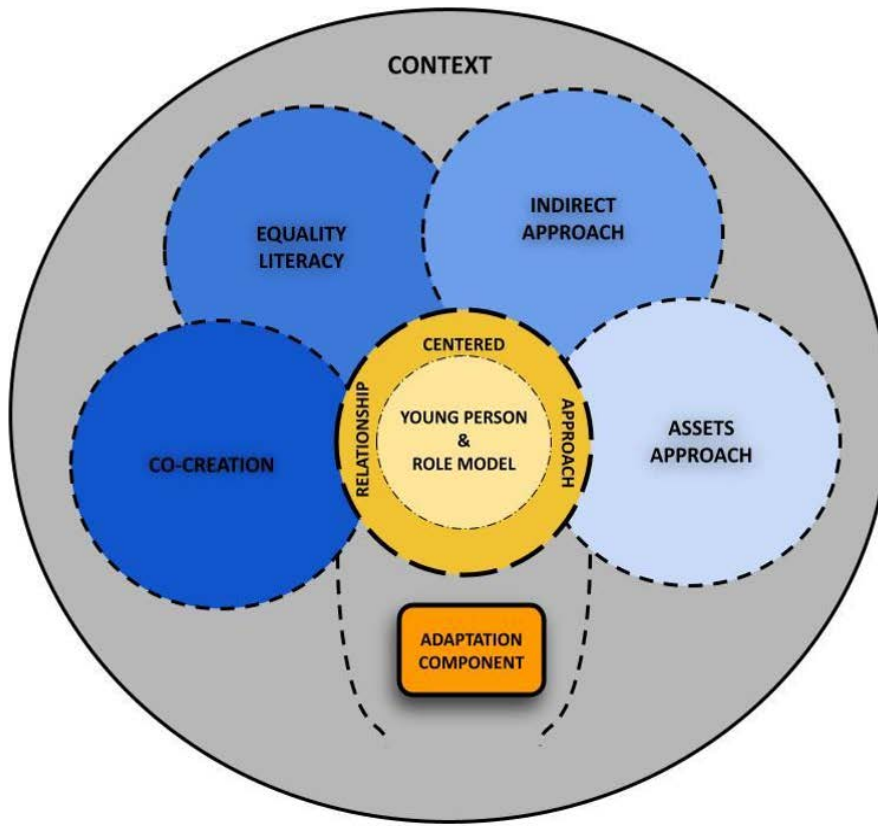 CONTEXT
EQUALITY
LITERACY
INDIRECT
APPROACH
CO-CREATION
RELATIONSHIP
CENTERED
APPROACH
YOUNG PERSON
&
ROLE MODEL
ASSETS
APPROACH
ADAPTATION
COMPONENT